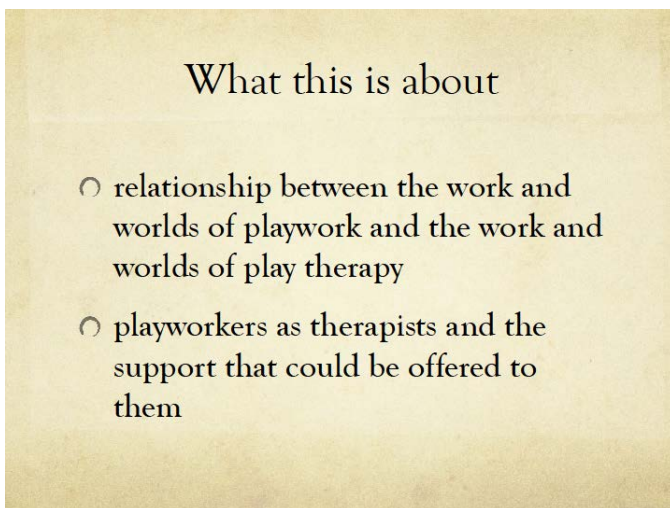 What this is about
relationship between the work and
worlds of playwork and the work and
worlds of play therapy
playworkers as therapists and the
support that could be offered to
them